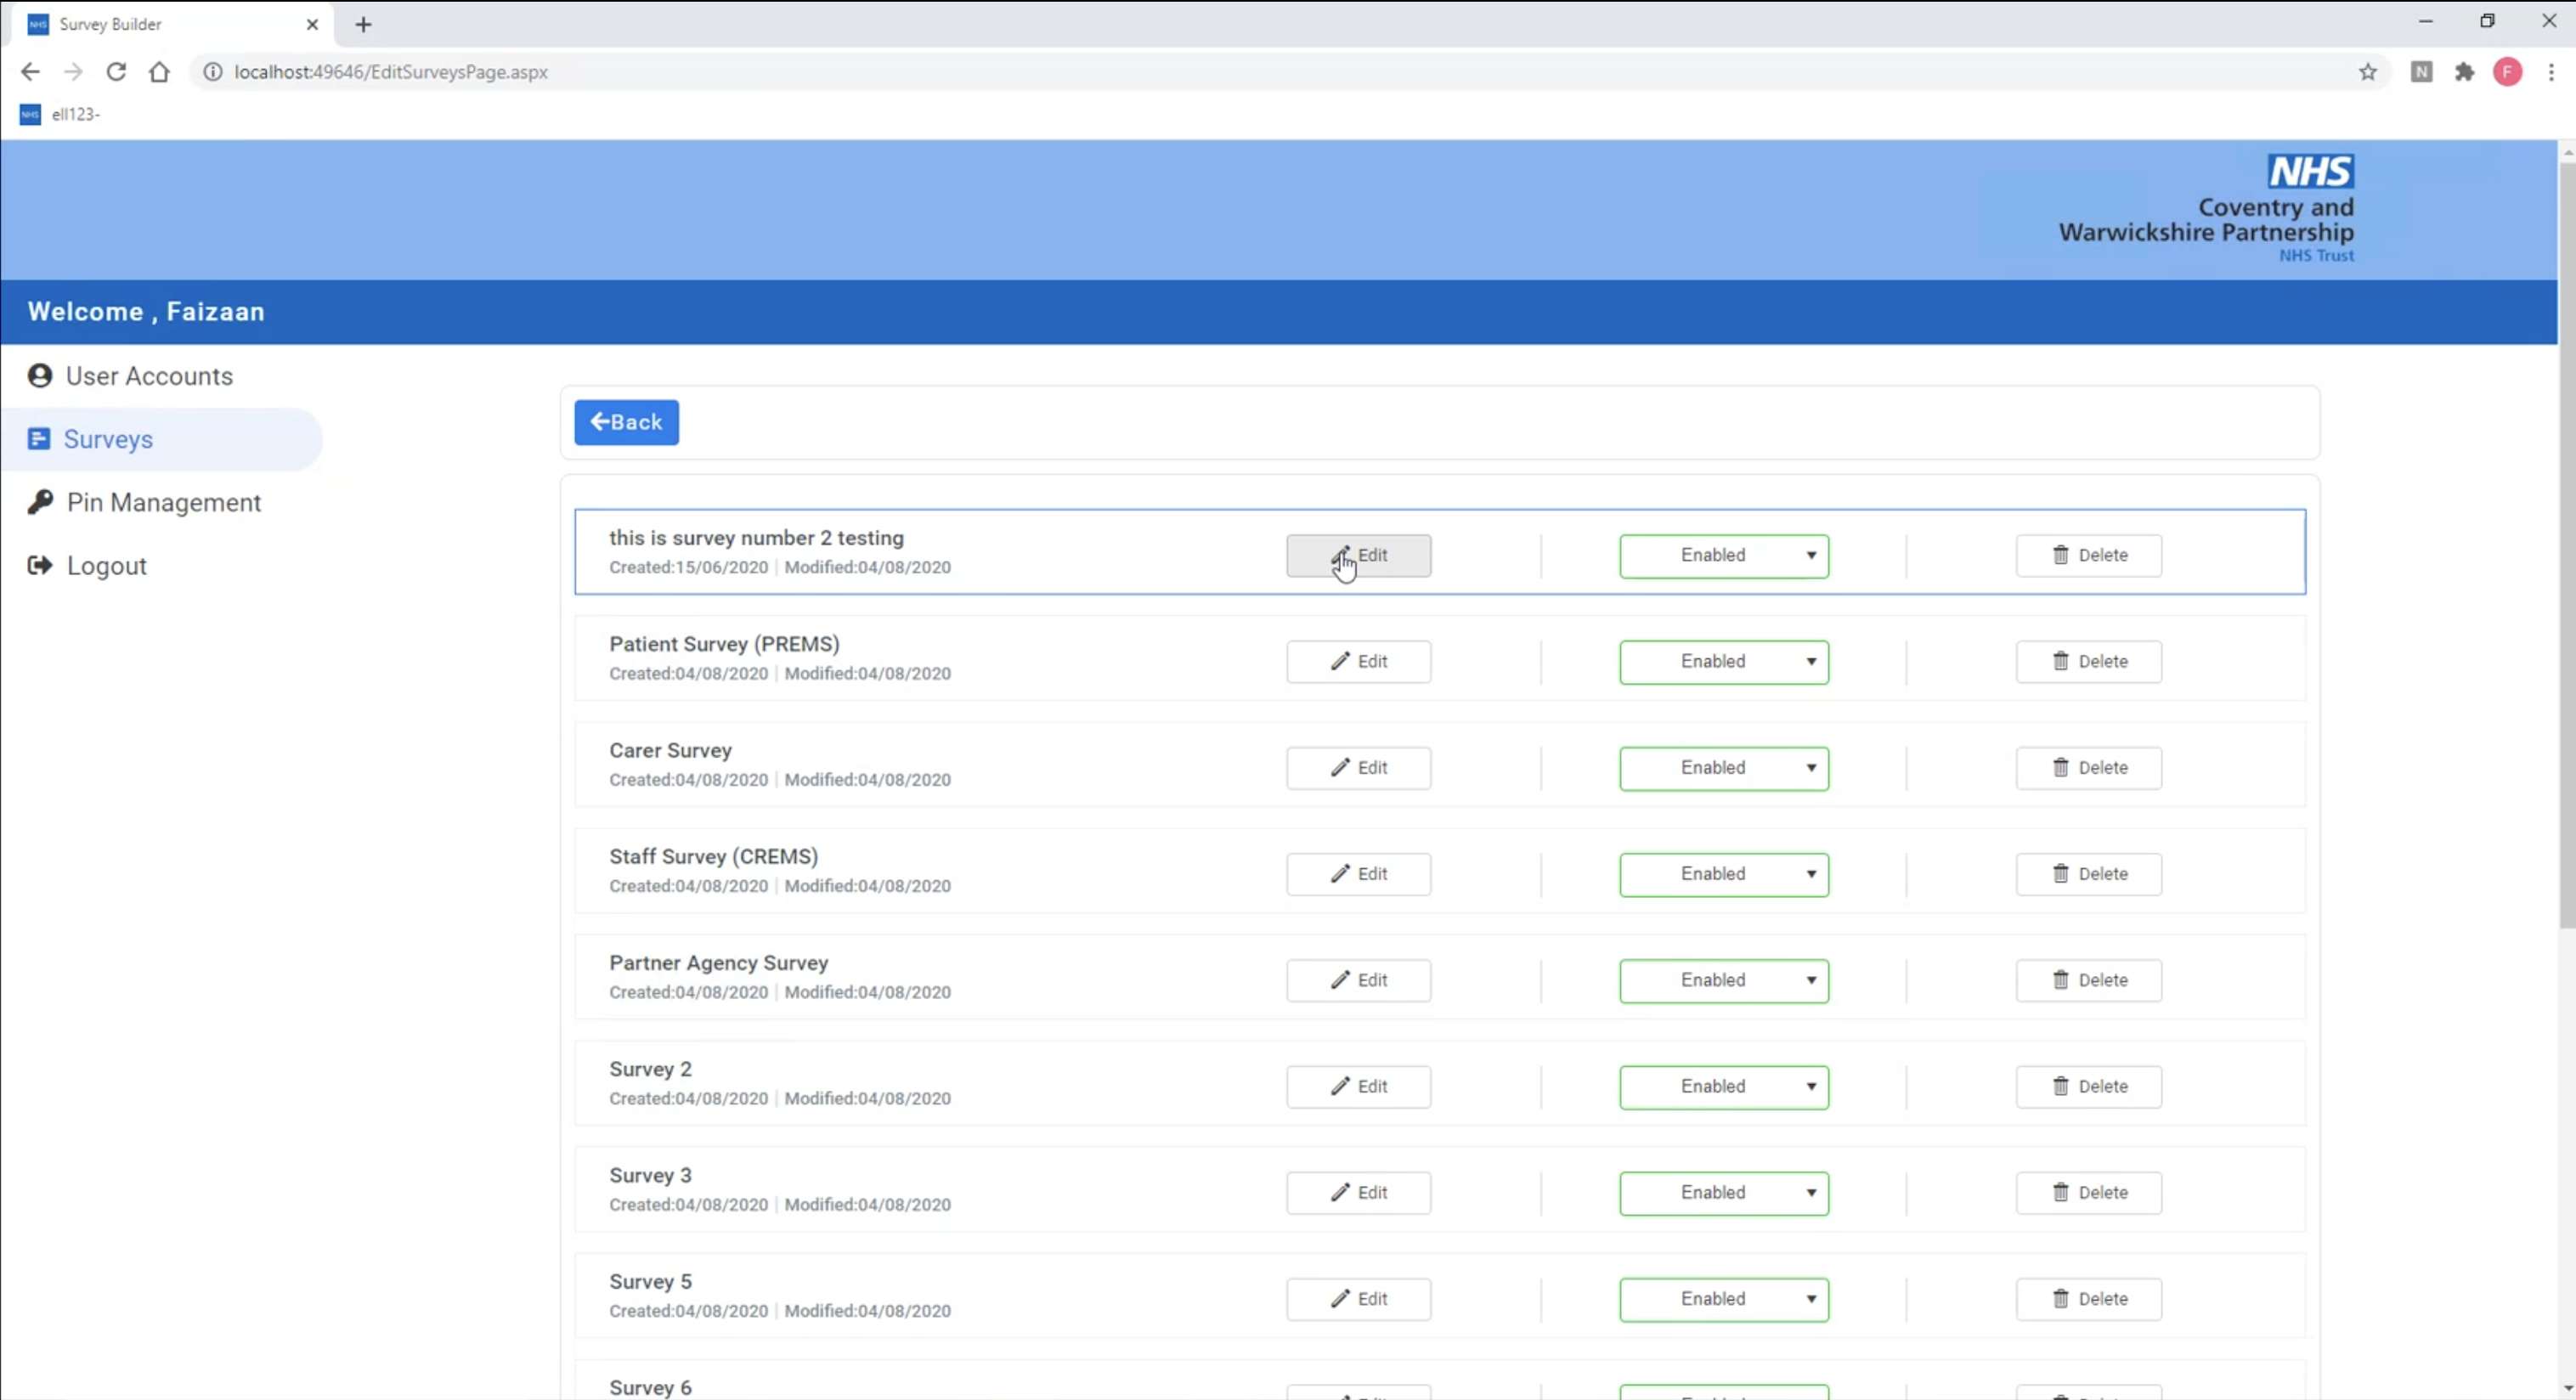 NHS Survey Builder
localhost:49646/EditSurveysPage.aspx
N
F
NHS ell123-
NHS
Coventry and
Warwickshire Partnership
NHS Trust
Welcome , Faizaan
User Accounts
Surveys
Pin Management
Logout
Back
this is survey number 2 testing
Created:15/06/2020 | Modified:04/08/2020
Edit
Enabled
Delete
Patient Survey (PREMS)
Created:04/08/2020 | Modified:04/08/2020
Edit
Enabled
Delete
Carer Survey
Created:04/08/2020 | Modified:04/08/2020
Edit
Enabled
Delete
Staff Survey (CREMS)
Created:04/08/2020 | Modified:04/08/2020
Edit
Enabled
Delete
Partner Agency Survey
Created:04/08/2020 | Modified:04/08/2020
Edit
Enabled
Delete
Survey 2
Created:04/08/2020 | Modified:04/08/2020
Edit
Enabled
Delete
Survey 3
Created:04/08/2020 | Modified:04/08/2020
Edit
Enabled
Delete
Survey 5
Created:04/08/2020 | Modified:04/08/2020
Edit
Enabled
Delete
Survey 6